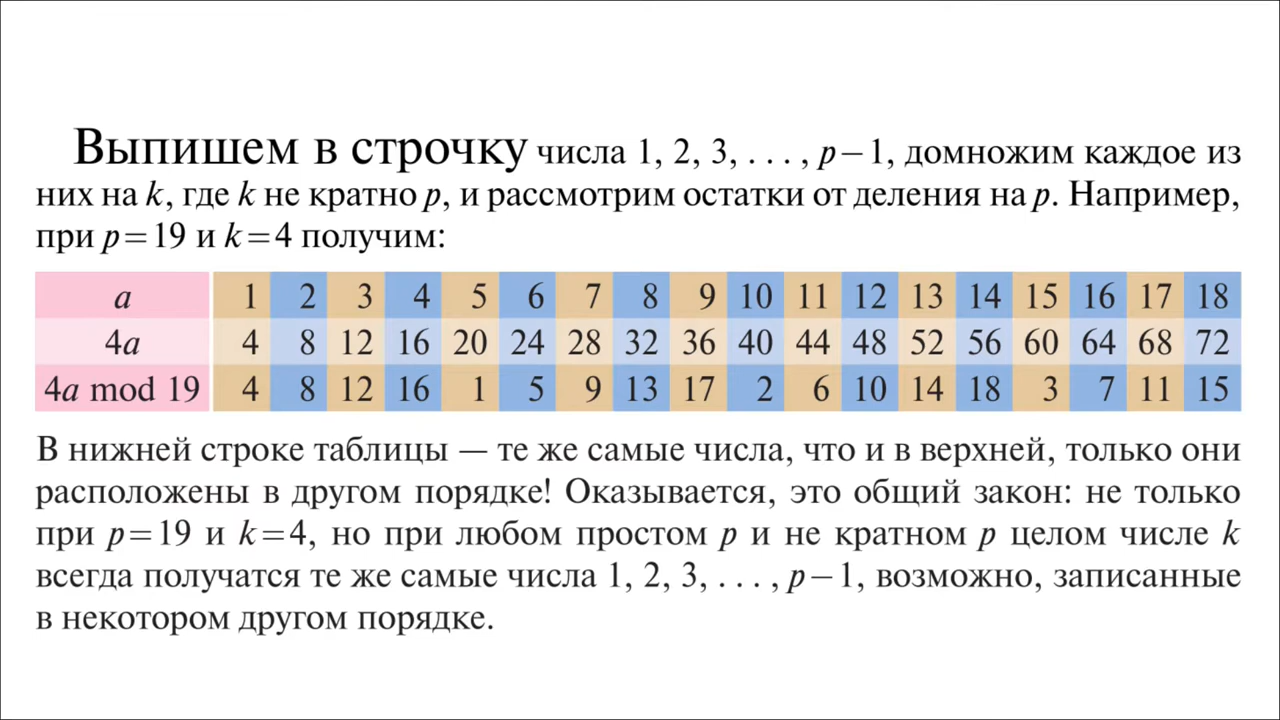 Выпишем в строчку числа 1, 2, 3, . . . , p−1, домножим каждое из
них на k, где k не кратно p, и рассмотрим остатки от деления на p. Например,
при p=19 и k=4 получим:
a 1 2 3 4 5 6 7 8 9 10 11 12 13 14 15 16 17 18
4a 4 8 12 16 20 24 28 32 36 40 44 48 52 56 60 64 68 72
4a mod 19 4 8 12 16 1 5 9 13 17 2 6 10 14 18 3 7 11 15
В нижней строке таблицы — те же самые числа, что и в верхней, только они
расположены в другом порядке! Оказывается, это общий закон: не только
при p=19 и k=4, но при любом простом p и не кратном p целом числе k
всегда получатся те же самые числа 1, 2, 3, . . . , p−1, возможно, записанные
в некотором другом порядке.